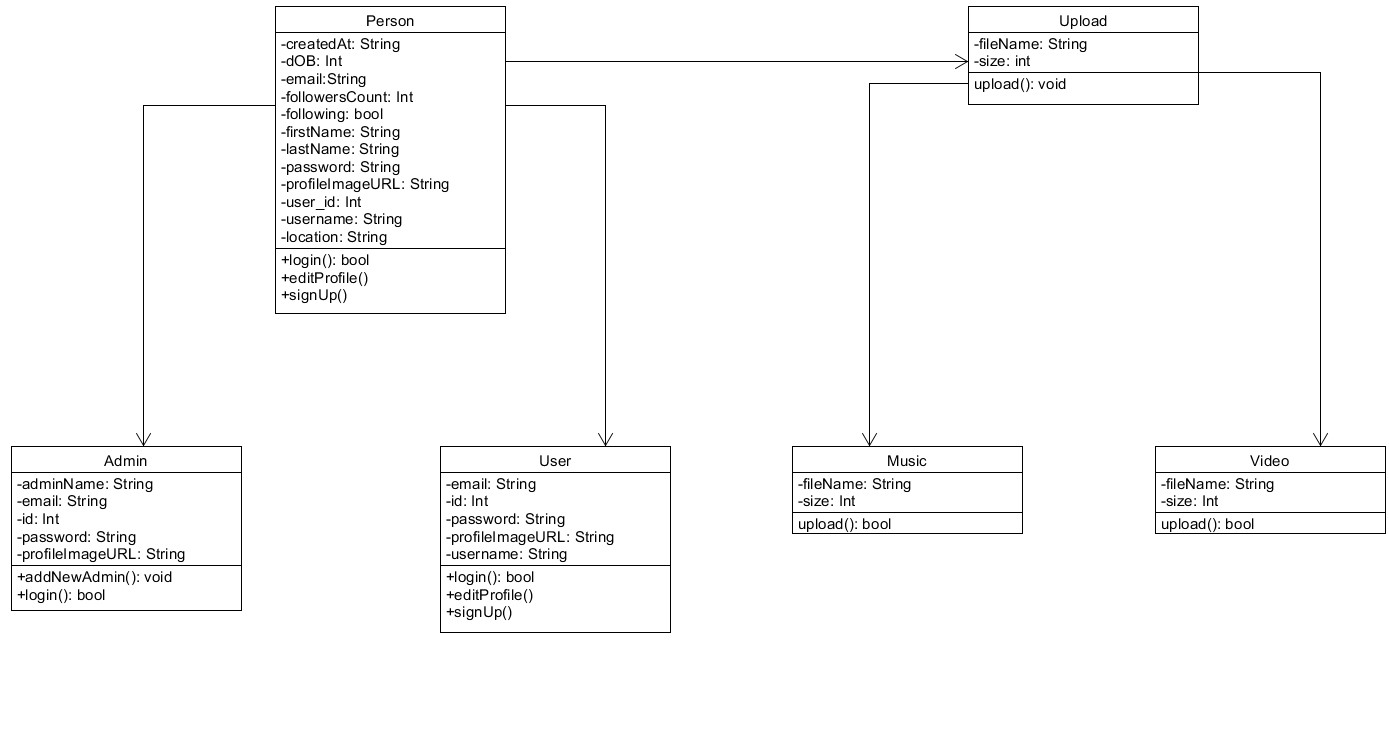 Person
-createdAt: String
-dOB: Int
-email:String
-followersCount: Int
-following: bool
-firstName: String
-lastName: String
-password: String
-profileImageURL: String
-user_id: Int
-username: String
-location: String
+login(): bool
+editProfile()
+signUp()
Upload
-fileName: String
-size: int
upload(): void
Admin
-adminName: String
-email: String
-id: Int
-password: String
-profileImageURL: String
+addNewAdmin(): void
+login(): bool
User
-email: String
-id: Int
-password: String
-profileImageURL: String
-username: String
+login(): bool
+editProfile()
+signUp()
Music
-fileName: String
-size: Int
upload(): bool
Video
-fileName: String
-size: Int
upload(): bool